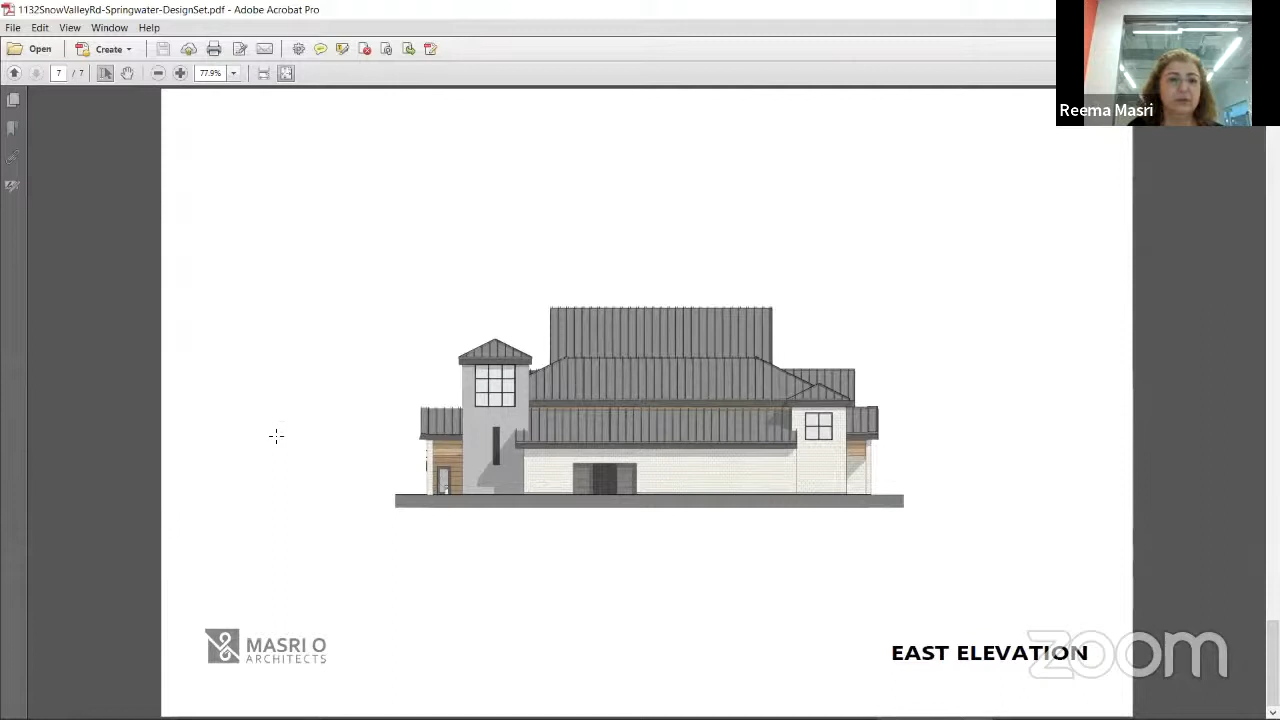 1132SnowValleyRd-Springwater-DesignSet.pdf - Adobe Acrobat Pro
File Edit View Window Help
Open Create
7 / 7 77.9%
Reema Masri
MASRI O
ARCHITECTS
EAST ELEVATION
zoom